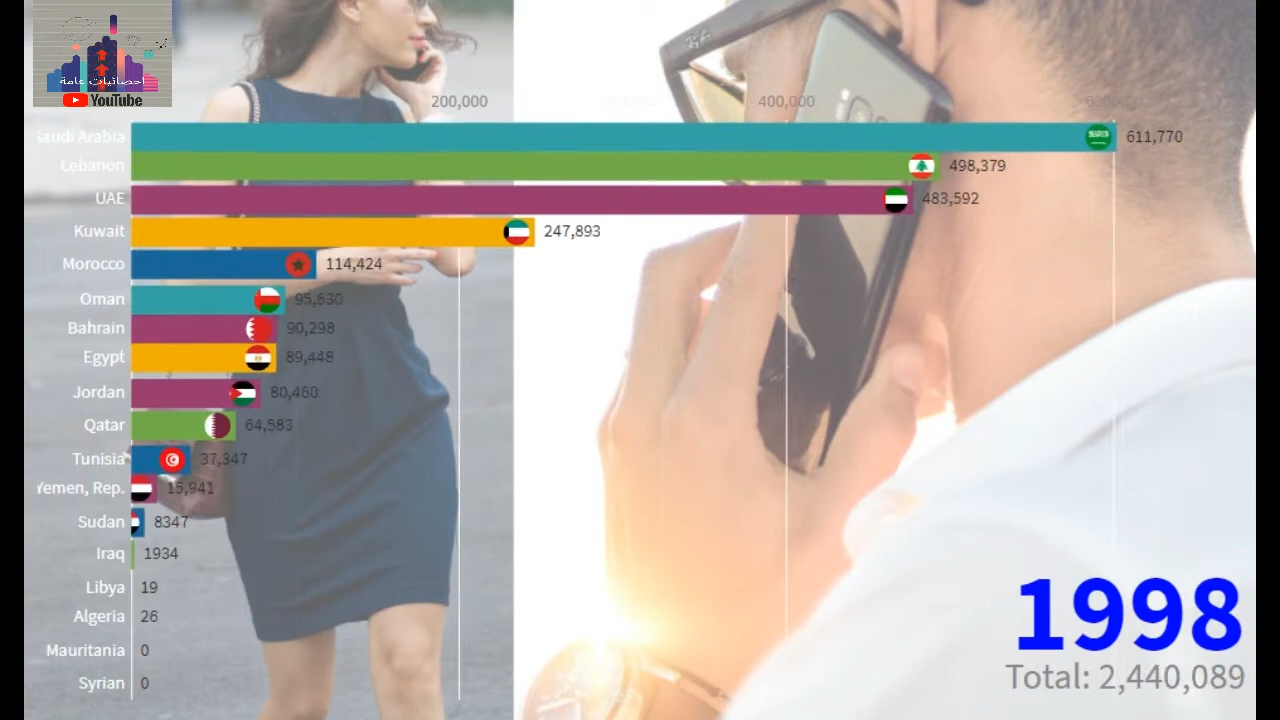 احصائيات عامة
YouTube
200,000
400,000
Saudi Arabia 611,770
Lebanon 498,379
UAE 483,592
Kuwait 247,893
Morocco 114,424
Oman 95,630
Bahrain 90,298
Egypt 89,448
Jordan 80,460
Qatar 64,583
Tunisia 37,347
Yemen, Rep. 15,941
Sudan 8347
Iraq 1934
Libya 19
Algeria 26
Mauritania 0
Syrian 0
1998
Total: 2,440,089